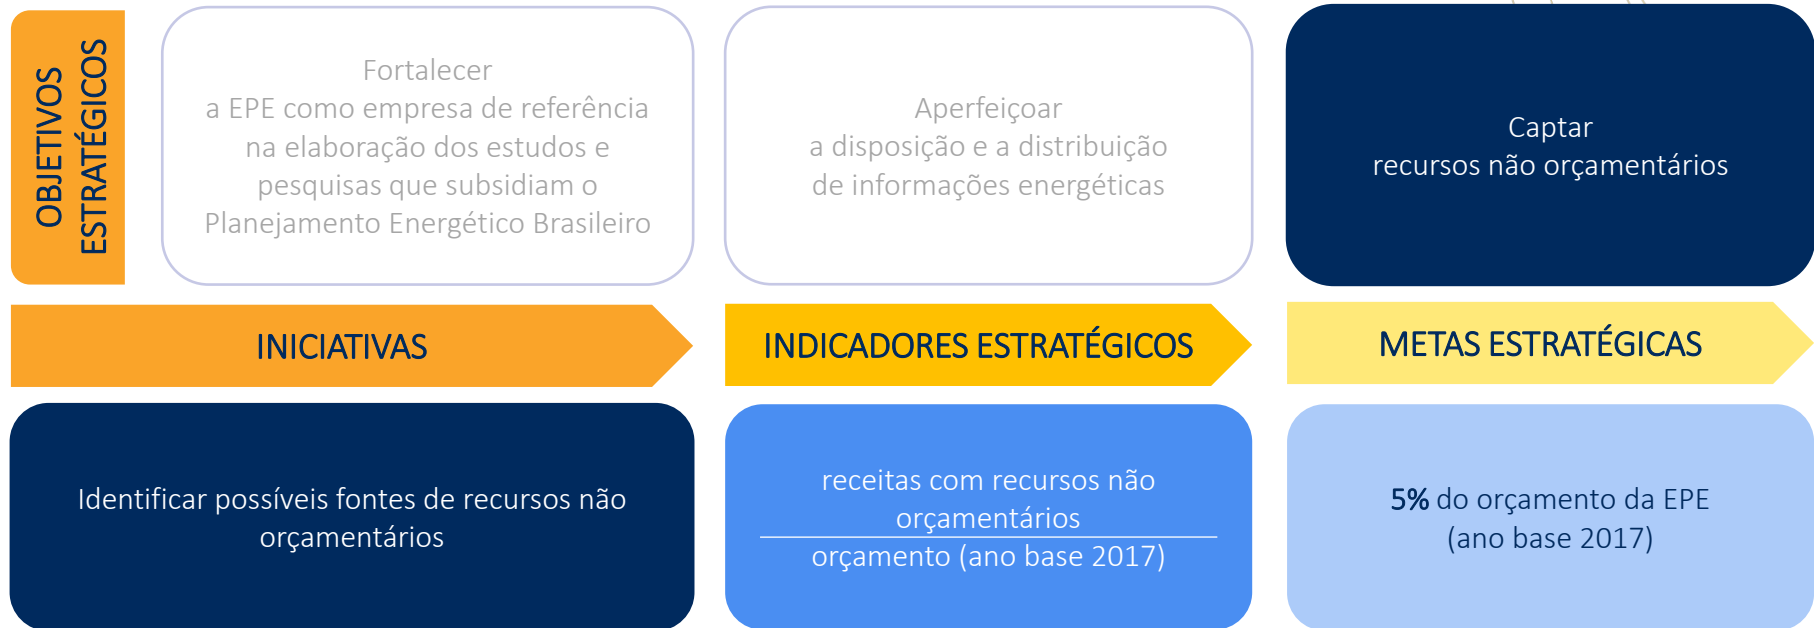 OBJETIVOS
ESTRATÉGICOS
Fortalecer
a EPE como empresa de referência
na elaboração dos estudos e
pesquisas que subsidiam o
Planejamento Energético Brasileiro
Aperfeiçoar
a disposição e a distribuição
de informações energéticas
Captar
recursos não orçamentários
INICIATIVAS
INDICADORES ESTRATÉGICOS
METAS ESTRATÉGICAS
Identificar possíveis fontes de recursos não
orçamentários
receitas com recursos não
orçamentários
orçamento (ano base 2017)
5% do orçamento da EPE
(ano base 2017)